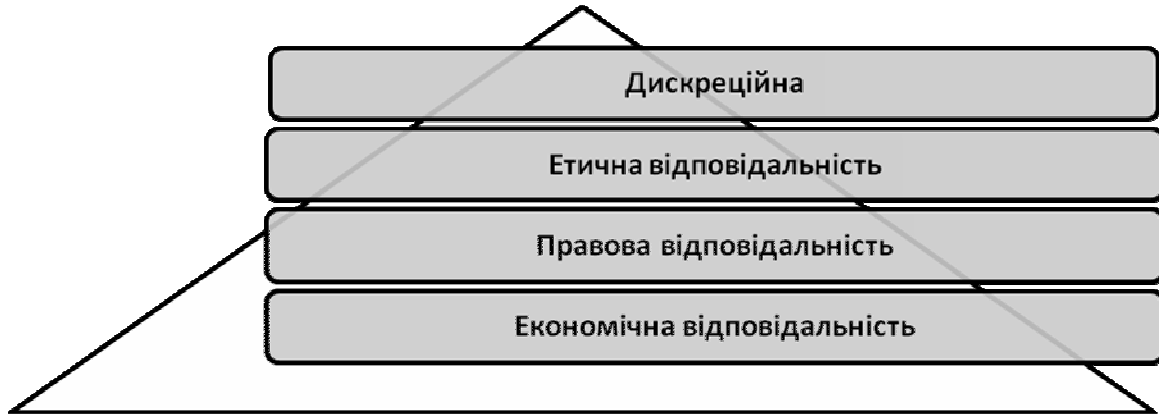 Дискреційна
Етична відповідальність
Правова відповідальність
Економічна відповідальність